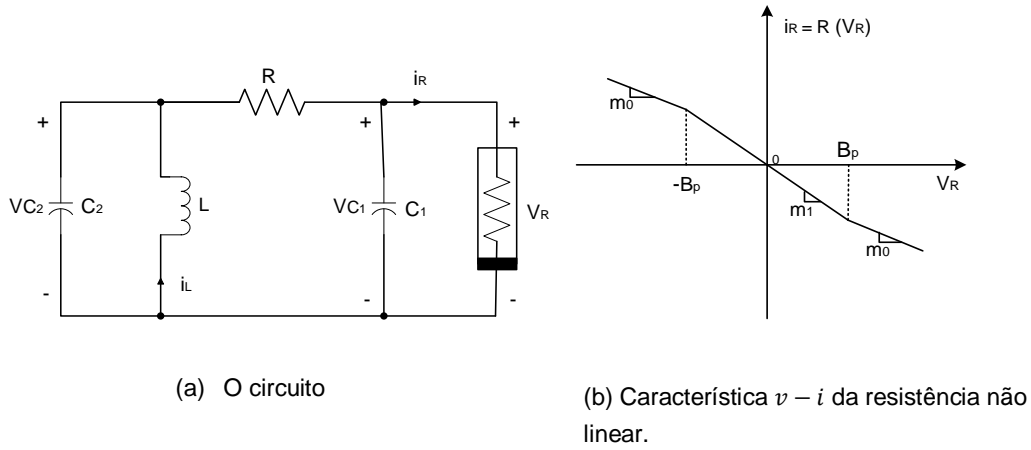 R
iR
+
+
+
VC2
C2
L
VC1
C1
VR
-
iL
-
-
(a) O circuito
iR = R (VR)
m0
0
-Bp
Bp
VR
m1
m0
(b) Característica v − i da resistência não
linear.